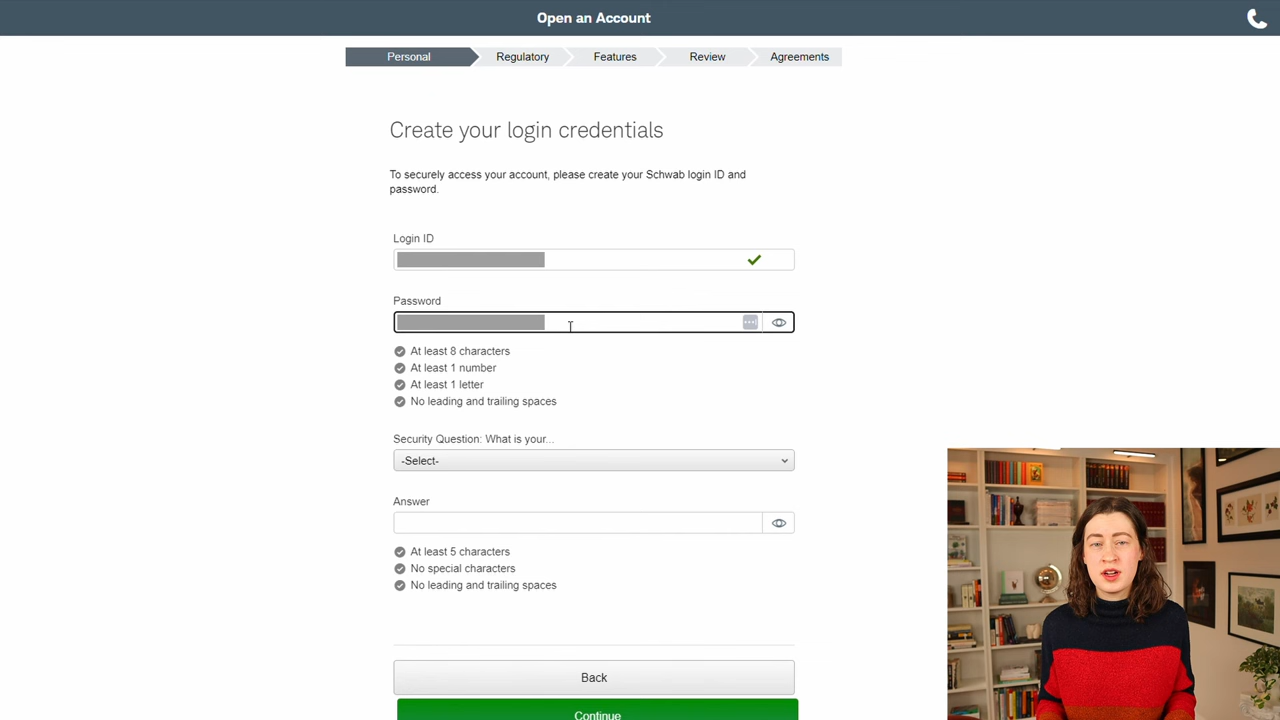 Open an Account
Personal
Regulatory
Features
Review
Agreements
Create your login credentials
To securely access your account, please create your Schwab login ID and
password.
Login ID
Password
At least 8 characters
At least 1 number
At least 1 letter
No leading and trailing spaces
Security Question: What is your...
-Select-
Answer
At least 5 characters
No special characters
No leading and trailing spaces
Back
Continue